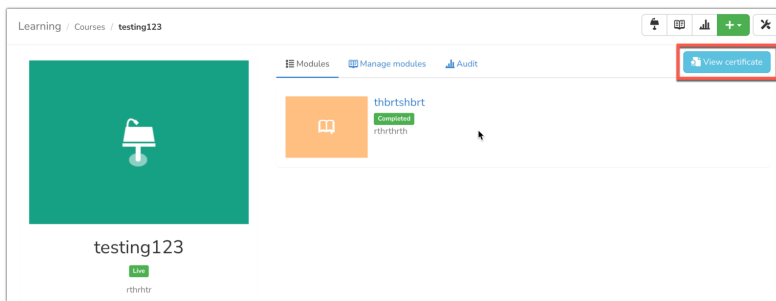 Learning / Courses / testing123
Modules Manage modules Audit View certificate
thbrtshbrt
Completed
rthrthrth
testing123
Live
rthrhtr